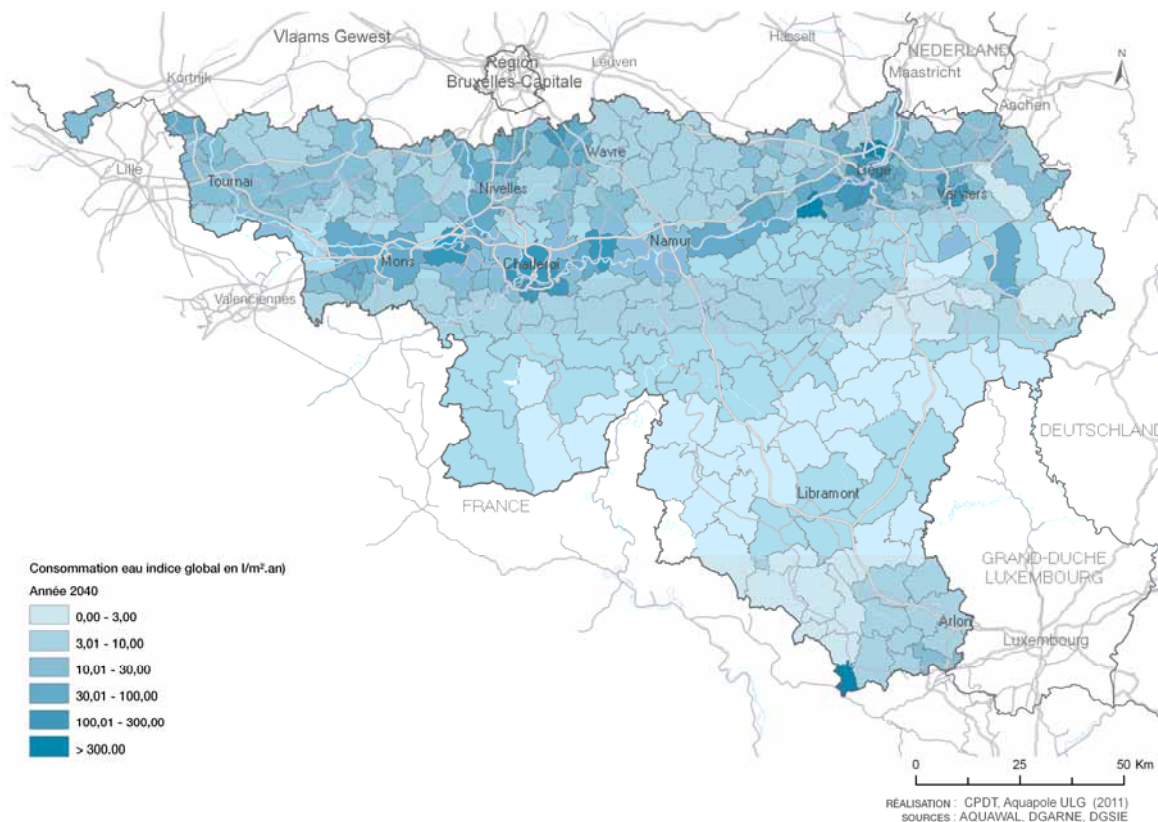 Vlaams Gewest
Hasselt
NEDERLAND
Maastricht
N
Kortrijk
Région
Bruxelles-Capitale
Leuven
Aachen
Lille
Tournai
Wavre
Liège
Nivelles
Verviers
Mons
Charleroi
Namur
Valenciennes
DEUTSCHLAND
Libramont
FRANCE
GRAND-DUCHE
LUXEMBOURG
Arlon
Luxembourg
Consommation eau indice global en l/m².an)
Année 2040
0,00 - 3,00
3,01 - 10,00
10,01 - 30,00
30,01 - 100,00
100,01 - 300,00
> 300.00
0 25 50 Km
RÉALISATION : CPDT, Aquapole ULG (2011)
SOURCES : AQUAWAL, DGARNE, DGSIE